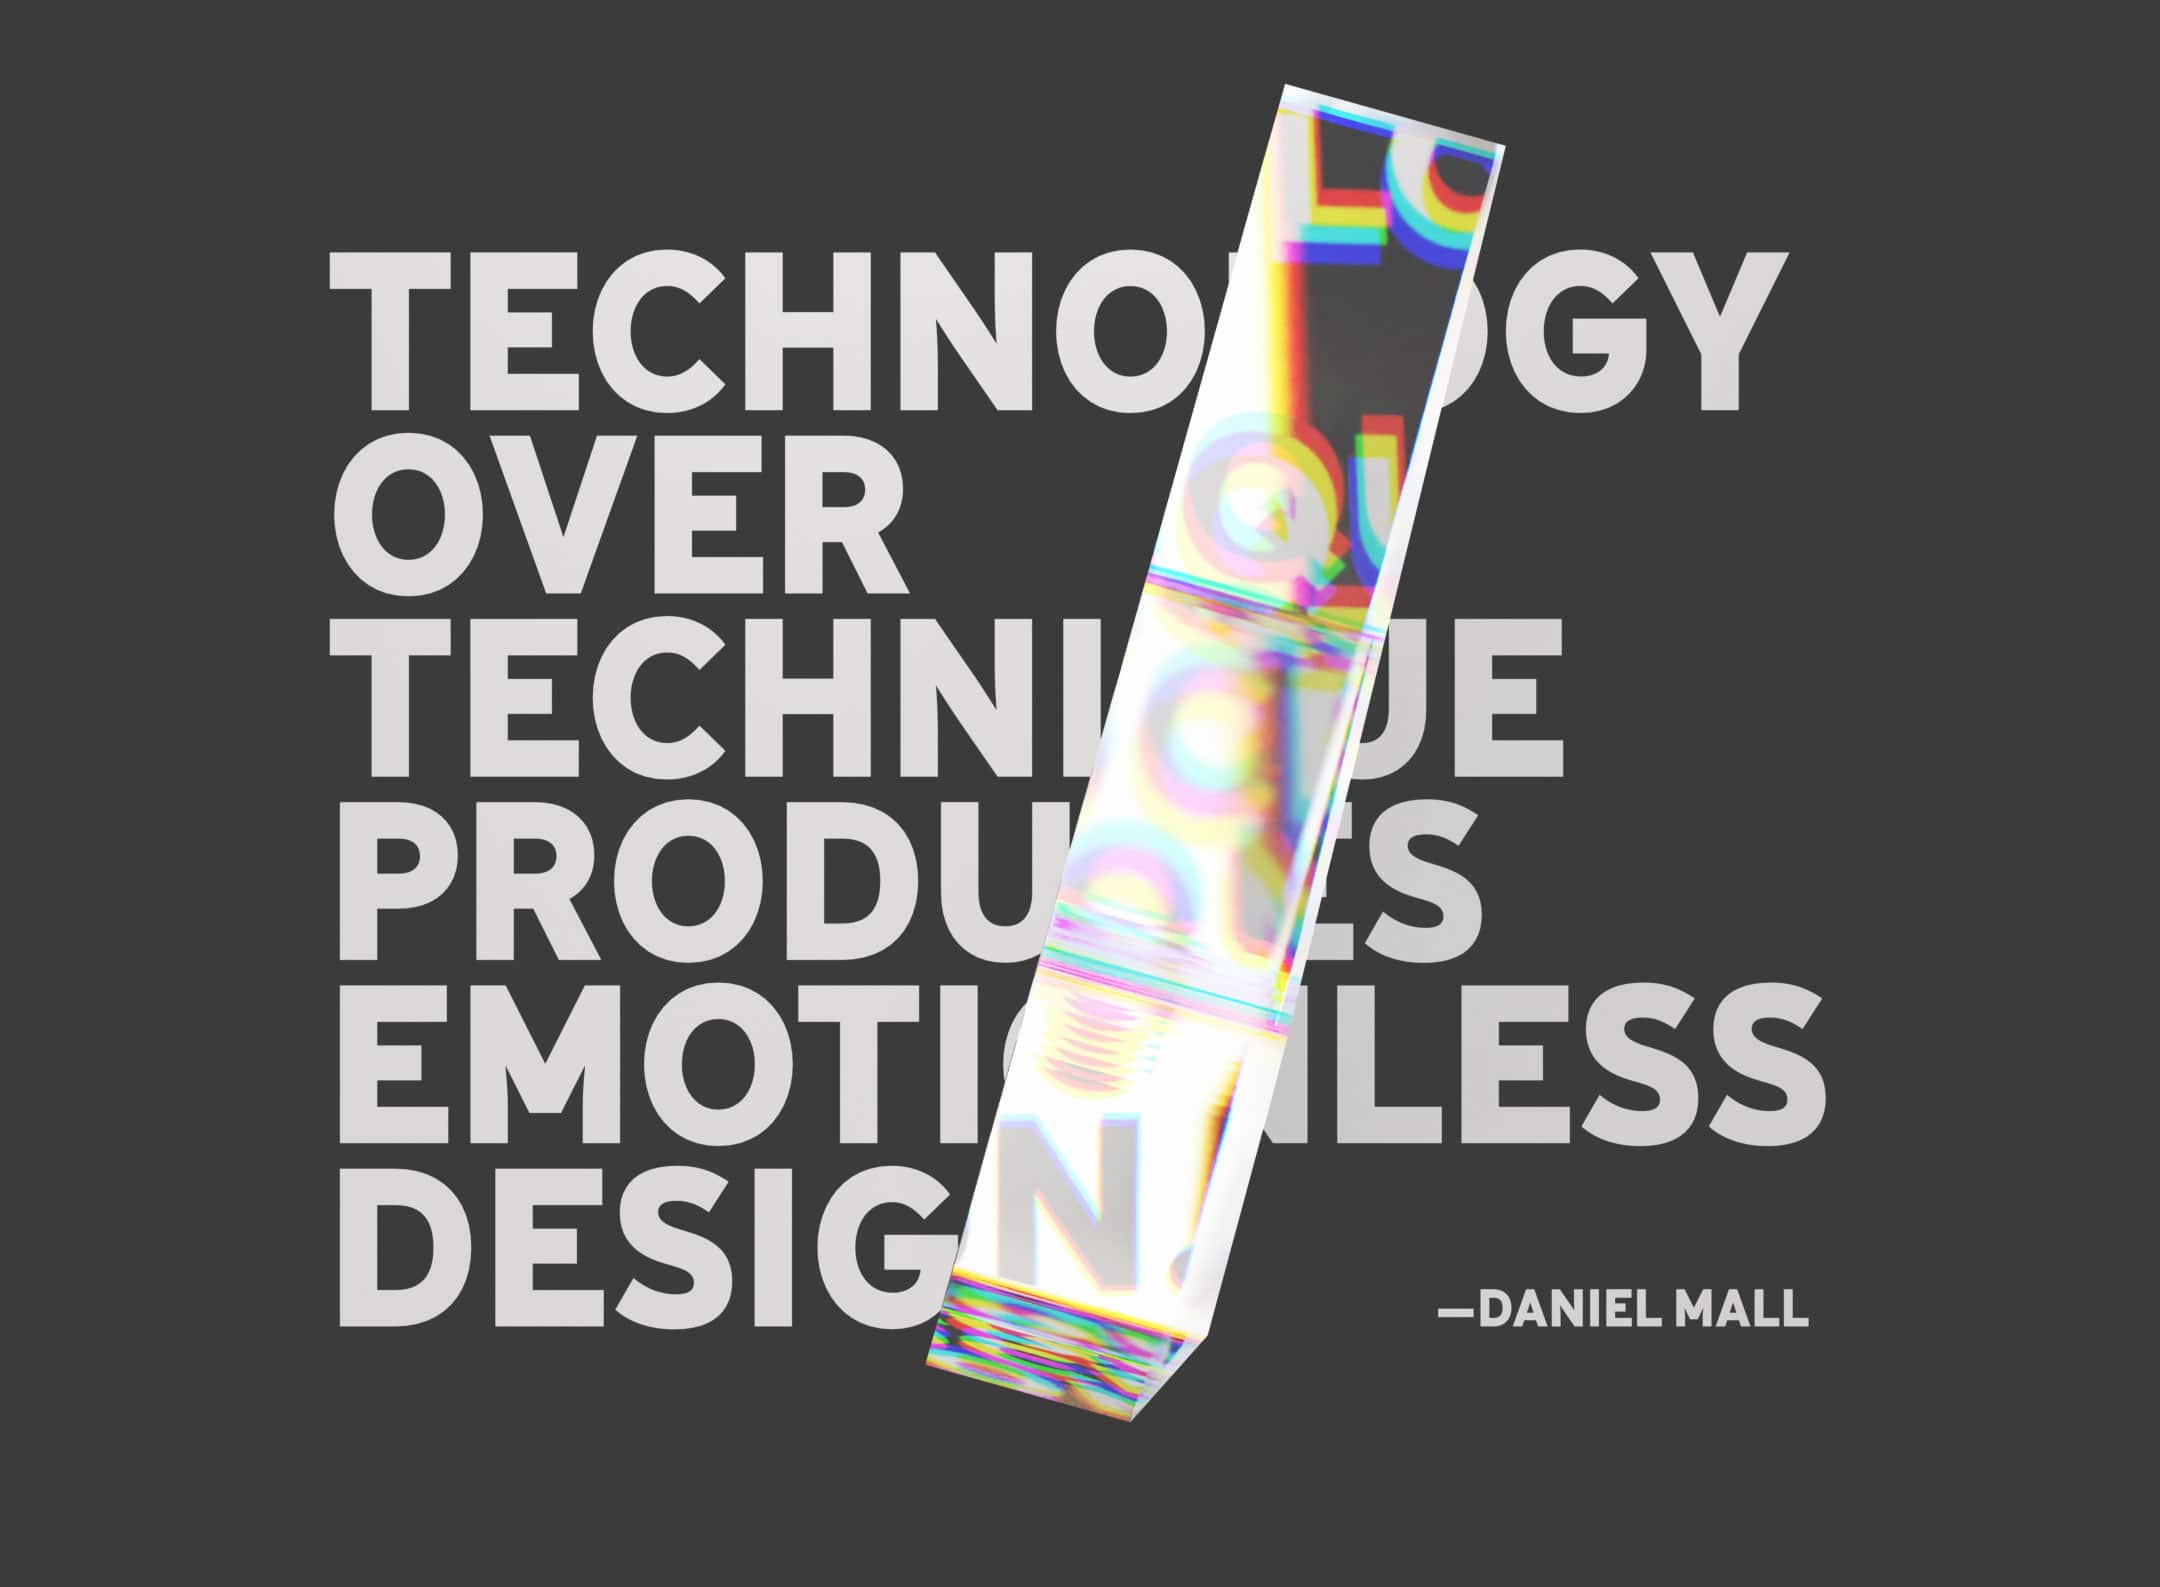 TECHNOLOGY
OVER
TECHNIQUE
PRODUCES
EMOTIONLESS
DESIGN.
—DANIEL MALL